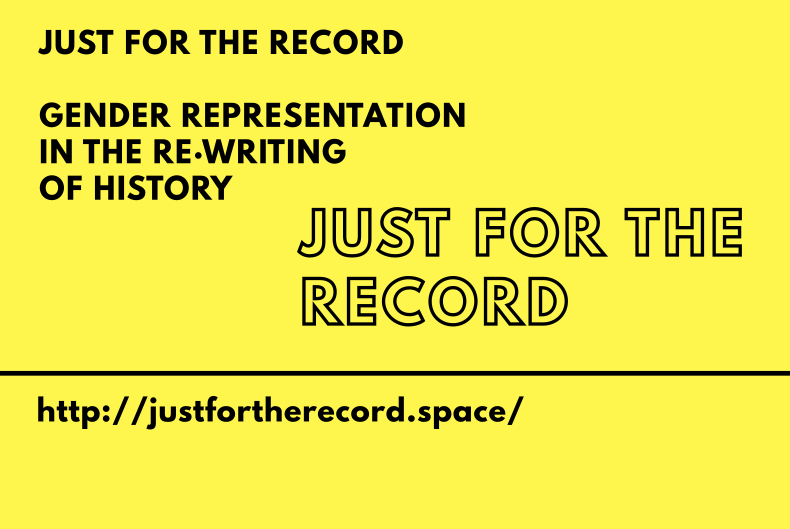 JUST FOR THE RECORD
GENDER REPRESENTATION
IN THE RE·WRITING
OF HISTORY
JUST FOR THE
RECORD
http://justfortherecord.space/